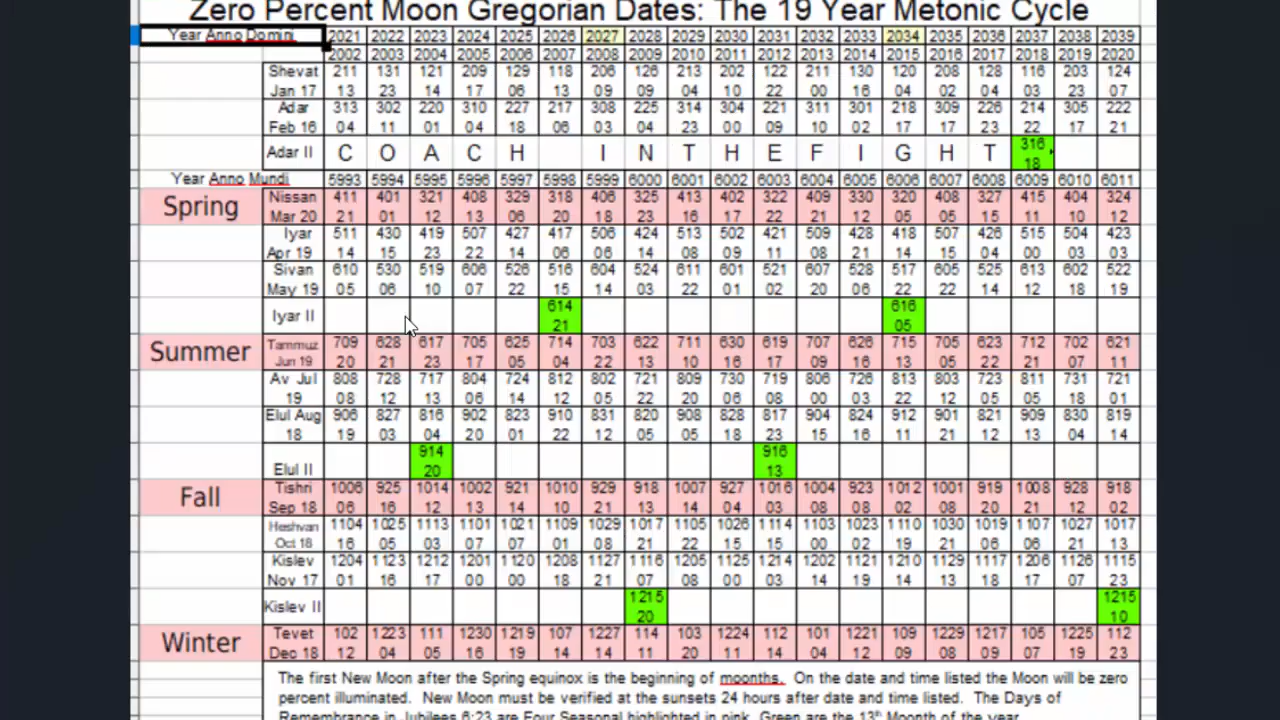 Zero Percent Moon Gregorian Dates: The 19 Year Metonic Cycle
Year Anno Domini 2021 2022 2023 2024 2025 2026 2027 2028 2029 2030 2031 2032 2033 2034 2035 2036 2037 2038 2039
2002 2003 2004 2005 2006 2007 2008 2009 2010 2011 2012 2013 2014 2015 2016 2017 2018 2019 2020
Shevat 211 131 121 209 129 118 206 126 213 202 122 211 130 120 208 128 116 203 124
Jan 17 13 23 14 17 06 13 09 09 04 10 22 00 16 04 02 04 03 23 07
Adar 313 302 220 310 227 217 308 225 314 304 221 311 301 218 309 226 214 305 222
Feb 16 04 11 01 04 18 06 03 04 23 00 09 10 02 17 17 23 22 17 21
Adar II C O A C H I N T H E F I G H T 316
18
Year Anno Mundi 5993 5994 5995 5996 5997 5998 5999 6000 6001 6002 6003 6004 6005 6006 6007 6008 6009 6010 6011
Spring Nissan 411 401 321 408 329 318 406 325 413 402 322 409 330 320 408 327 415 404 324
Mar 20 21 01 12 13 06 20 18 23 16 17 22 21 12 05 05 15 11 10 12
Iyar 511 430 419 507 427 417 506 424 513 502 421 509 428 418 507 426 515 504 423
Apr 19 14 15 23 22 14 06 06 14 08 09 11 08 21 14 15 04 00 03 03
Sivan 610 530 519 606 526 516 604 524 611 601 521 607 528 517 605 525 613 602 522
May 19 05 06 10 07 22 15 14 03 22 01 02 20 06 22 22 14 12 18 19
Iyar II 614 616
21 05
Summer Tammuz 709 628 617 705 625 714 703 622 711 630 619 707 626 715 705 623 712 702 621
Jun 19 20 21 23 17 05 04 22 13 10 16 17 09 16 13 05 22 21 07 11
Av Jul 808 728 717 804 724 812 802 721 809 730 719 806 726 813 803 723 811 731 721
19 08 12 13 06 14 12 05 22 20 06 08 00 03 22 12 05 05 18 01
Elul Aug 906 827 816 902 823 910 831 820 908 828 817 904 824 912 901 821 909 830 819
18 19 03 04 20 01 22 12 05 05 18 23 15 16 11 21 12 13 04 14
Elul II 914 916
20 13
Fall Tishri 1006 925 1014 1002 921 1010 929 918 1007 927 1016 1004 923 1012 1001 919 1008 928 918
Sep 18 06 16 12 13 14 10 21 13 14 04 03 08 08 02 08 20 21 12 02
Heshvan 1104 1025 1113 1101 1021 1109 1029 1017 1105 1026 1114 1103 1023 1110 1030 1019 1107 1027 1017
Oct 18 16 05 03 07 07 01 08 21 22 15 15 00 02 19 21 06 06 21 13
Kislev 1204 1123 1212 1201 1120 1208 1127 1116 1205 1125 1214 1202 1121 1210 1129 1117 1206 1126 1115
Nov 17 01 16 17 00 00 18 21 07 08 00 03 14 19 14 13 18 17 07 23
Kislev II 1215 1215
20 10
Winter Tevet 102 1223 111 1230 1219 107 1227 114 103 1224 112 101 1221 109 1229 1217 105 1225 112
Dec 18 12 04 05 16 19 14 14 11 20 11 14 04 12 09 08 09 07 19 23
The first New Moon after the Spring equinox is the beginning of moonths. On the date and time listed the Moon will be zero
percent illuminated. New Moon must be verified at the sunsets 24 hours after date and time listed. The Days of
Remembrance in Jubilees 6:23 are Four Seasonal highlighted in pink. Green are the 13th Moonth of the year.